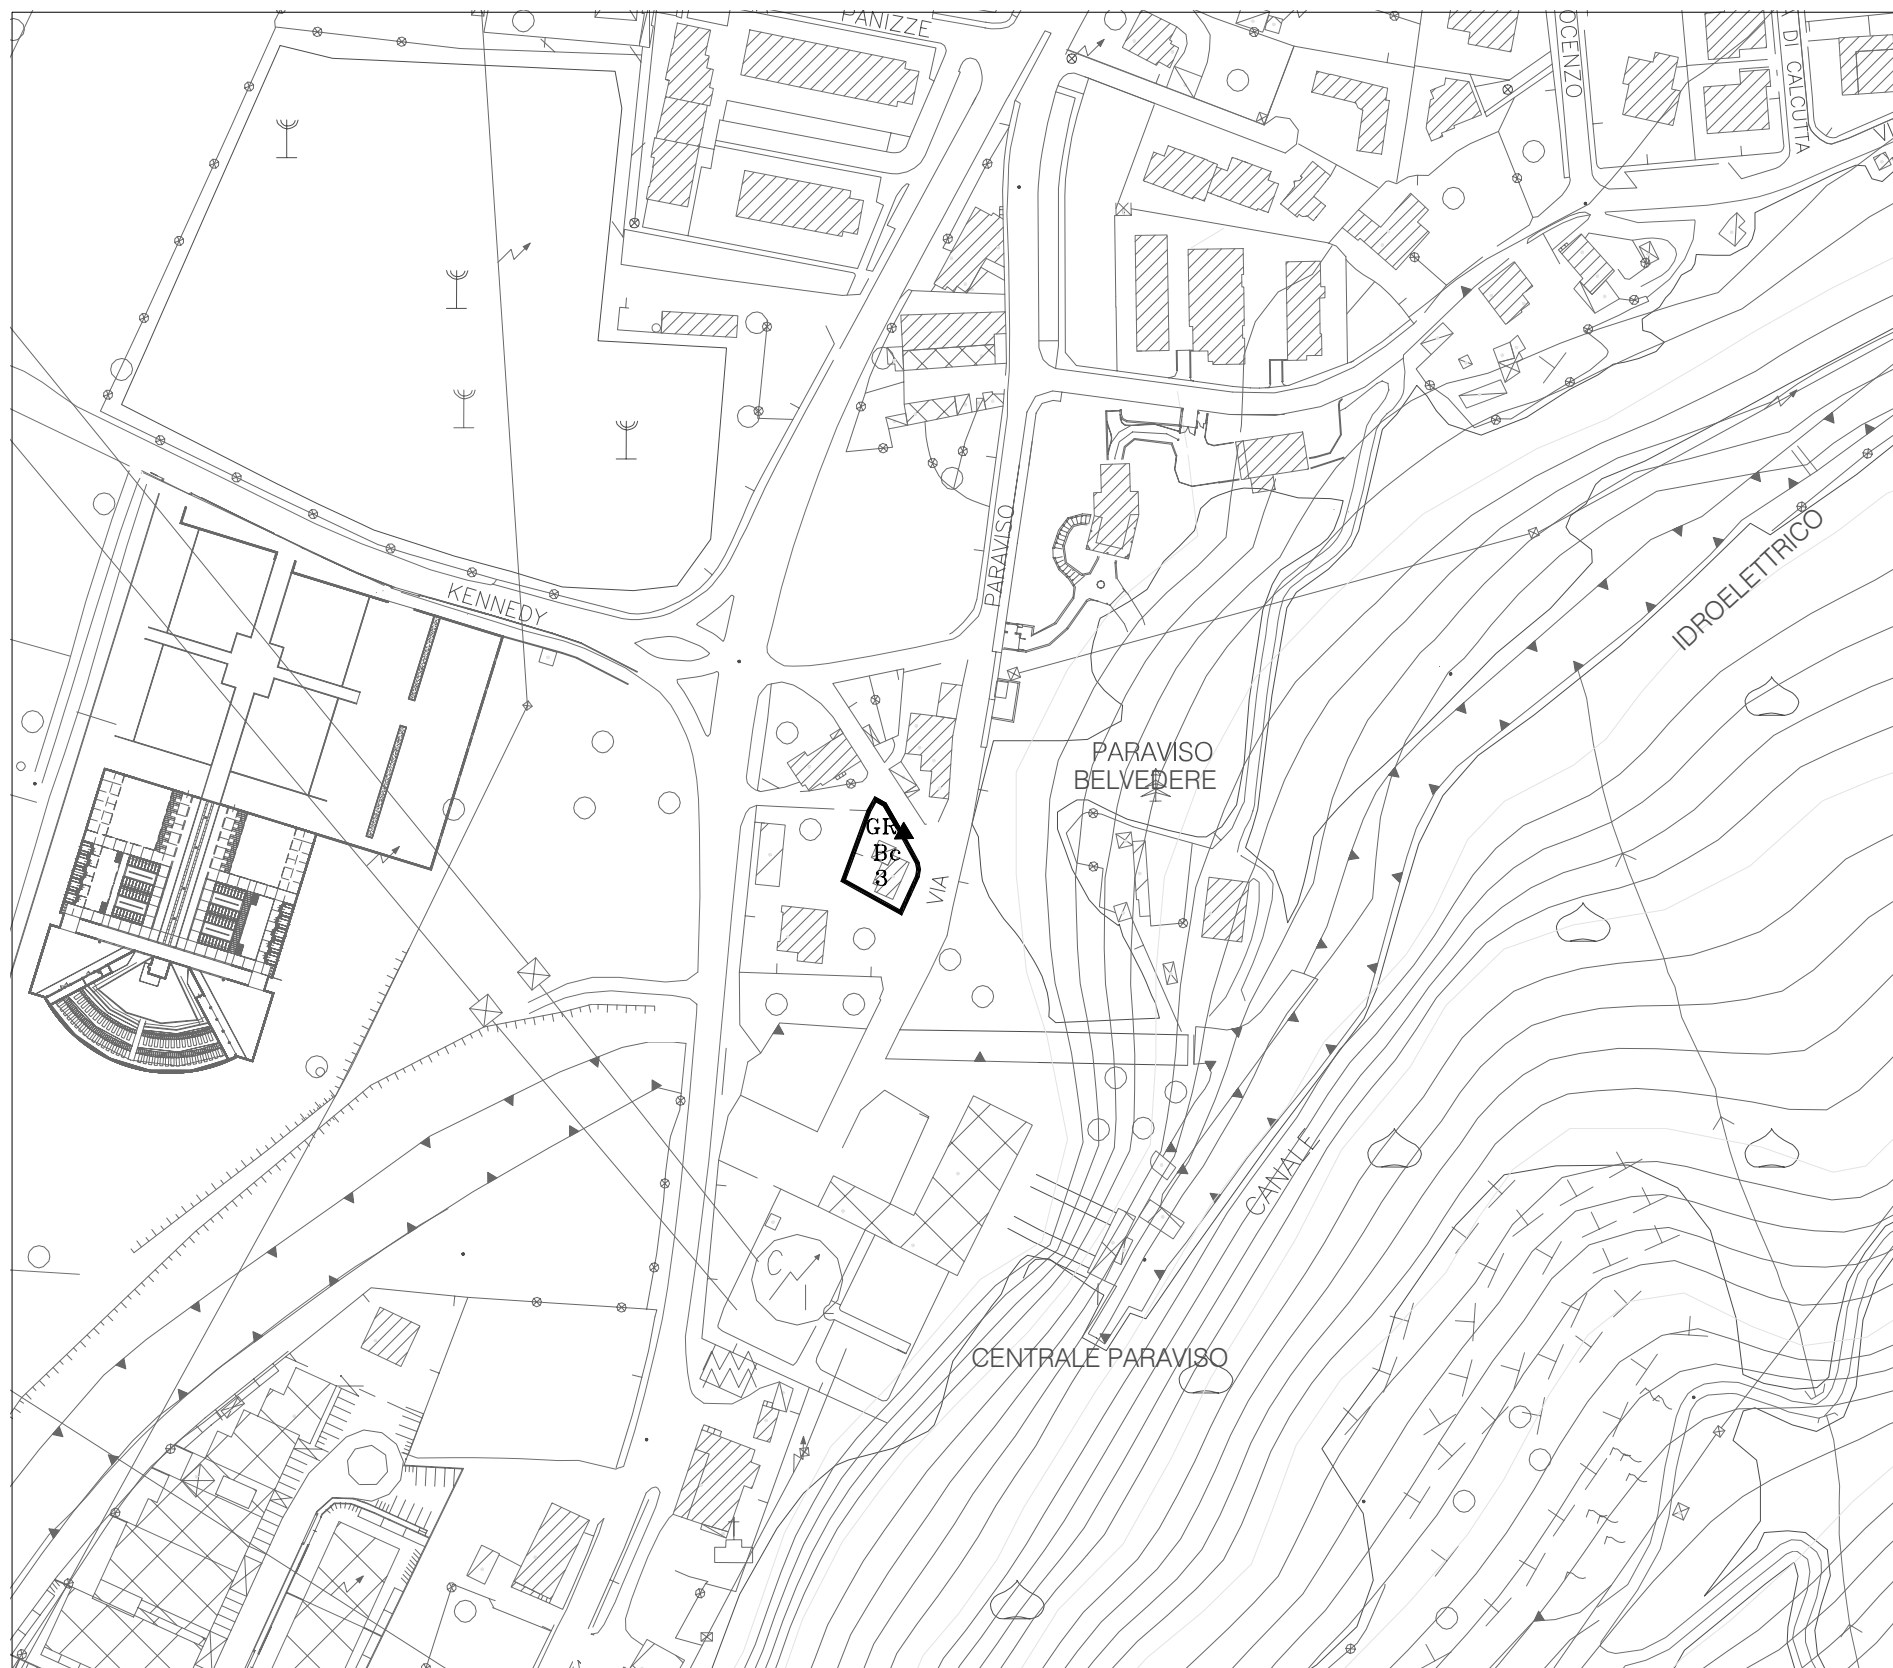 PANIZZE
OCENZO
A DI CALCUTTA
PARAVISO
KENNEDY
IDROELETTRICO
PARAVISO
BELVEDERE
GR
Bc
3
VIA
CANALE
C
CENTRALE PARAVISO